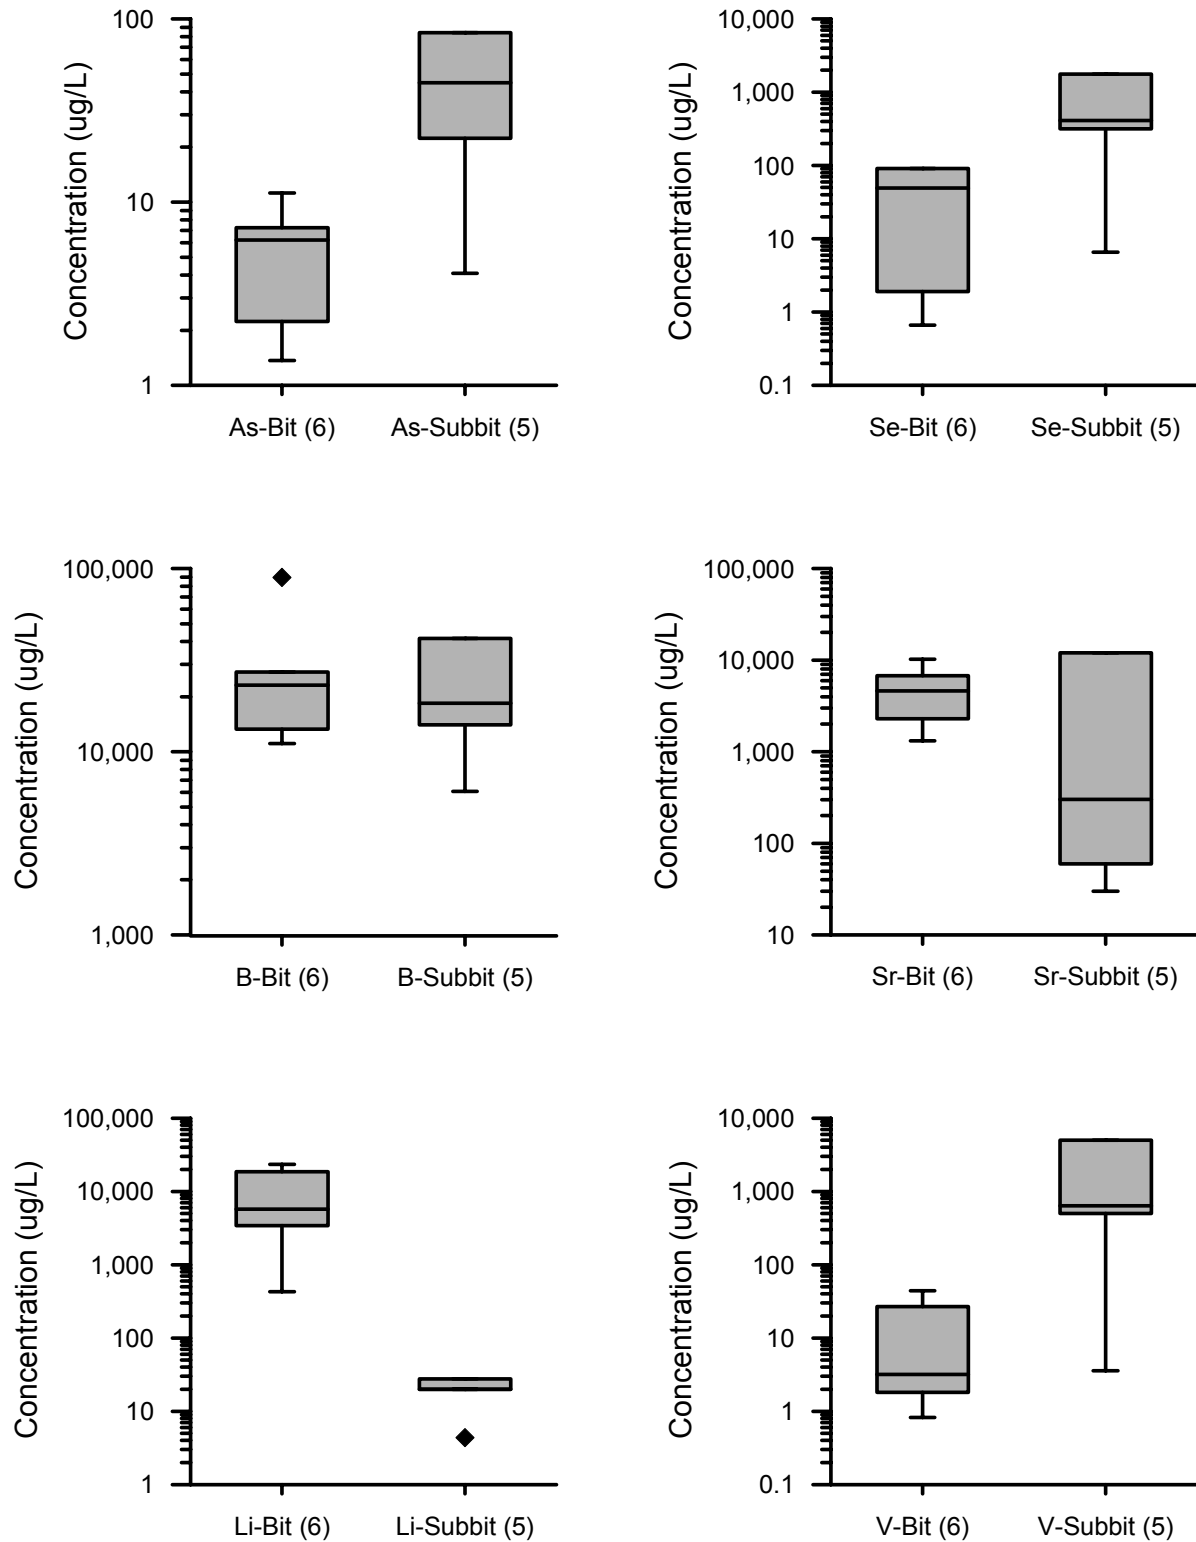 Concentration (ug/L)
100
10
1
As-Bit (6)
As-Subbit (5)
Concentration (ug/L)
10,000
1,000
100
10
1
0.1
Se-Bit (6)
Se-Subbit (5)
Concentration (ug/L)
100,000
10,000
1,000
B-Bit (6)
B-Subbit (5)
Concentration (ug/L)
100,000
10,000
1,000
100
10
Sr-Bit (6)
Sr-Subbit (5)
Concentration (ug/L)
100,000
10,000
1,000
100
10
1
Li-Bit (6)
Li-Subbit (5)
Concentration (ug/L)
10,000
1,000
100
10
1
0.1
V-Bit (6)
V-Subbit (5)